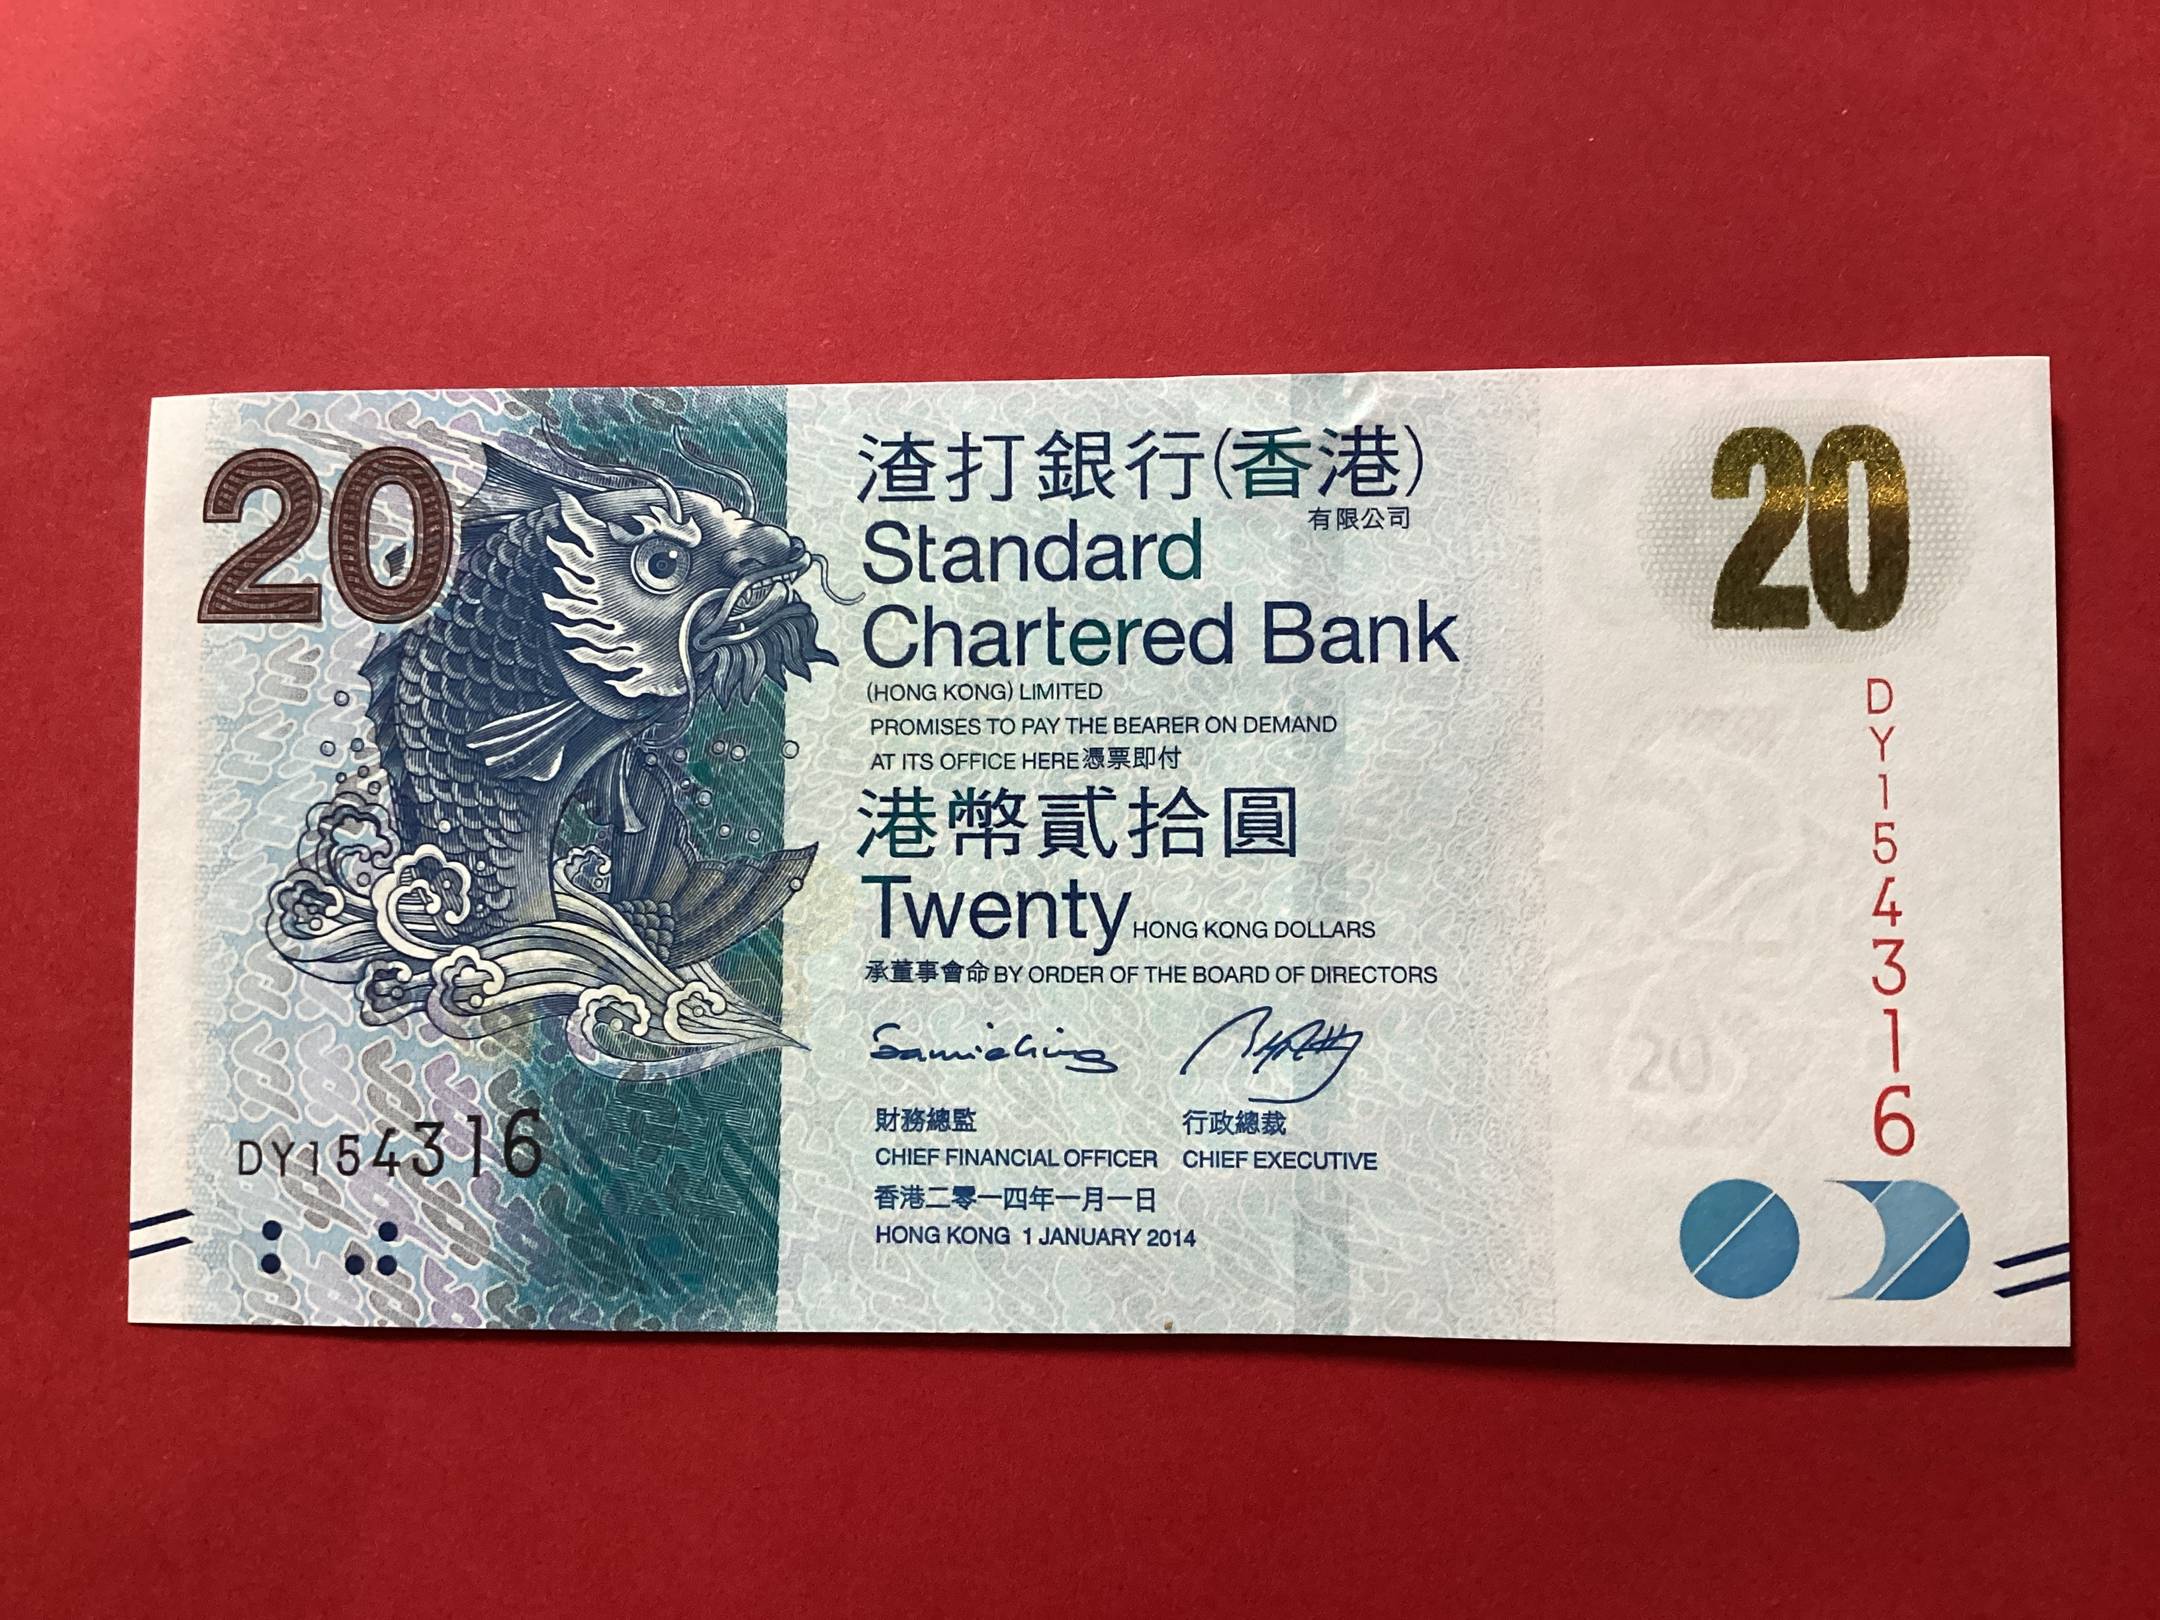 20
渣打銀行(香港)
有限公司
Standard
Chartered Bank
(HONG KONG) LIMITED
PROMISES TO PAY THE BEARER ON DEMAND
AT ITS OFFICE HERE憑票即付
港幣貳拾圓
Twenty HONG KONG DOLLARS
承董事會命 BY ORDER OF THE BOARD OF DIRECTORS
財務總監
CHIEF FINANCIAL OFFICER
行政總裁
CHIEF EXECUTIVE
香港二零一四年一月一日
HONG KONG 1 JANUARY 2014
DY154316
20
DY154316
20